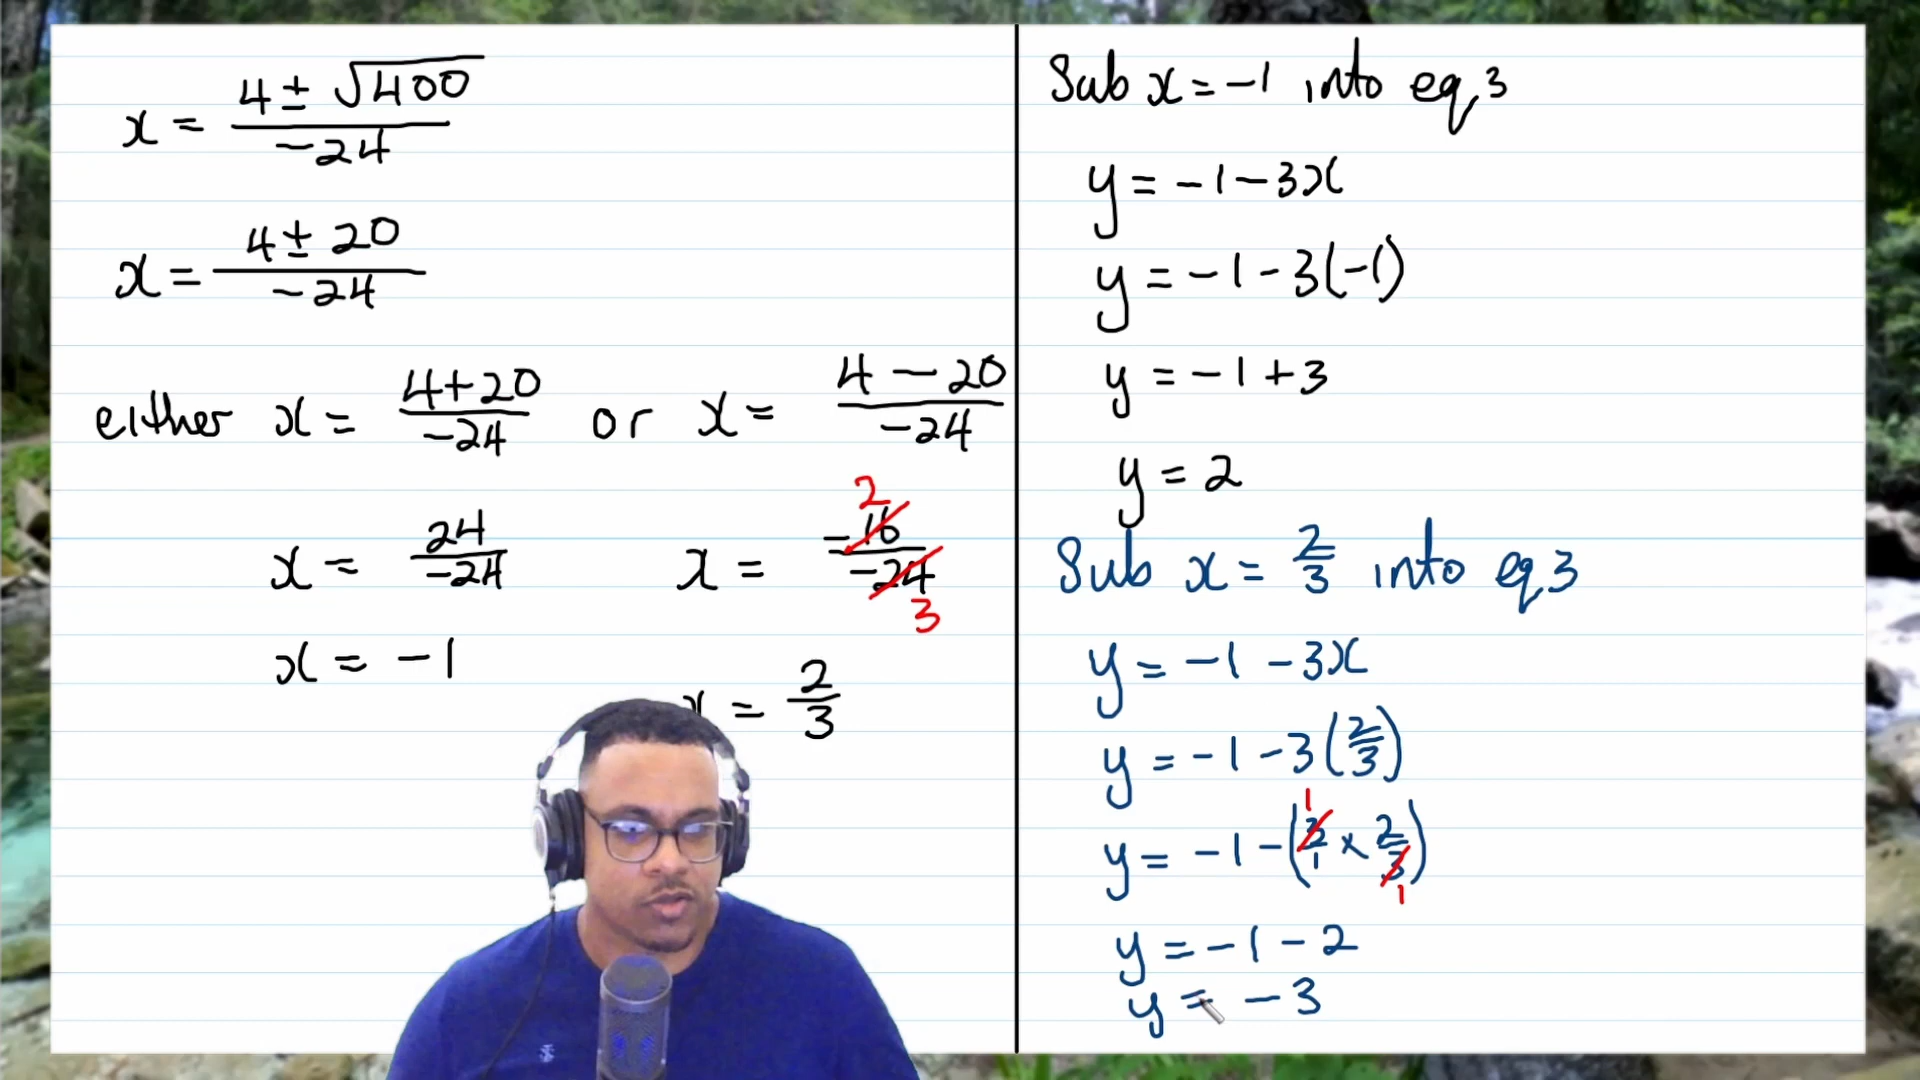 x = (4 ± √400) / -24
x = (4 ± 20) / -24
either x = (4+20) / -24 or x = (4 - 20) / -24
x = 24 / -24 x = -16 / -24
2
3
x = -1
x = 2/3
Sub x = -1 into eq 3
y = -1 - 3x
y = -1 - 3(-1)
y = -1 + 3
y = 2
Sub x = 2/3 into eq 3
y = -1 - 3x
y = -1 - 3(2/3)
1
y = -1 - (3/1 × 2/3)
1
y = -1 - 2
y = -3